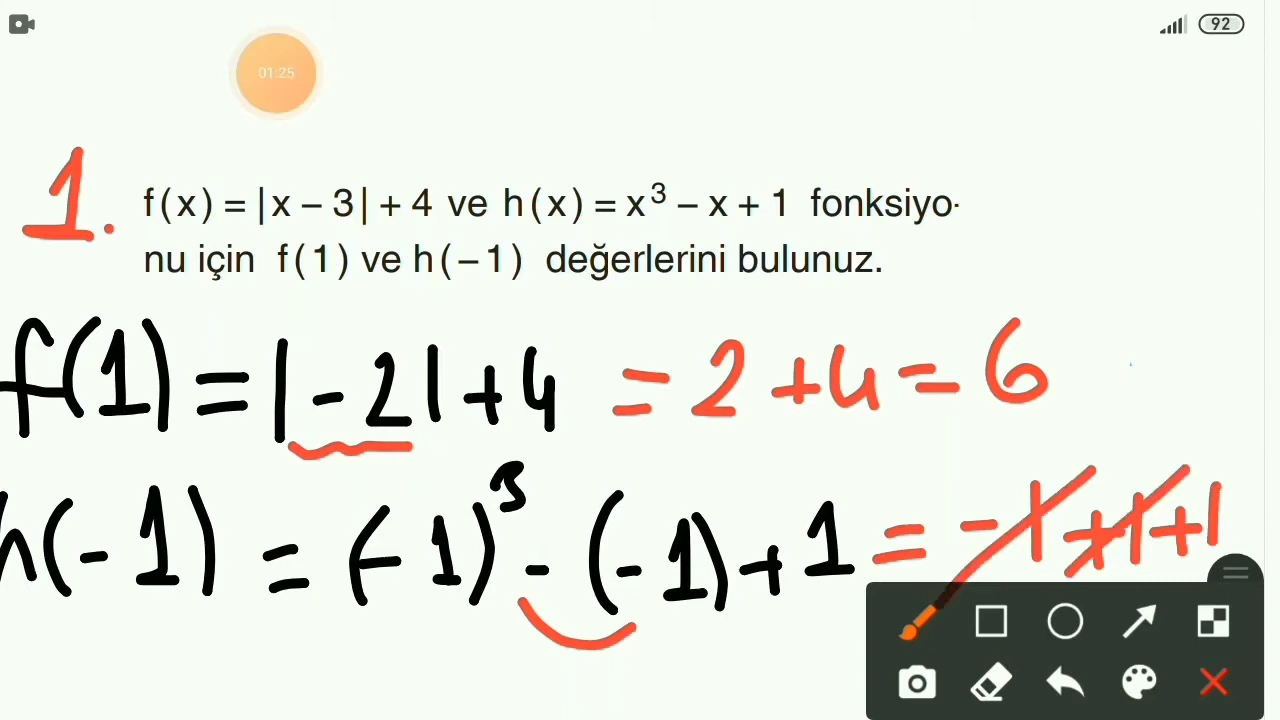 92
01:25
1. f(x) = |x − 3| + 4 ve h(x) = x³ − x + 1 fonksiyo-
nu için f(1) ve h(−1) değerlerini bulunuz.
f(1) = |-2| + 4 = 2 + 4 = 6
h(-1) = (-1)³ - (-1) + 1 = -1 + 1 + 1